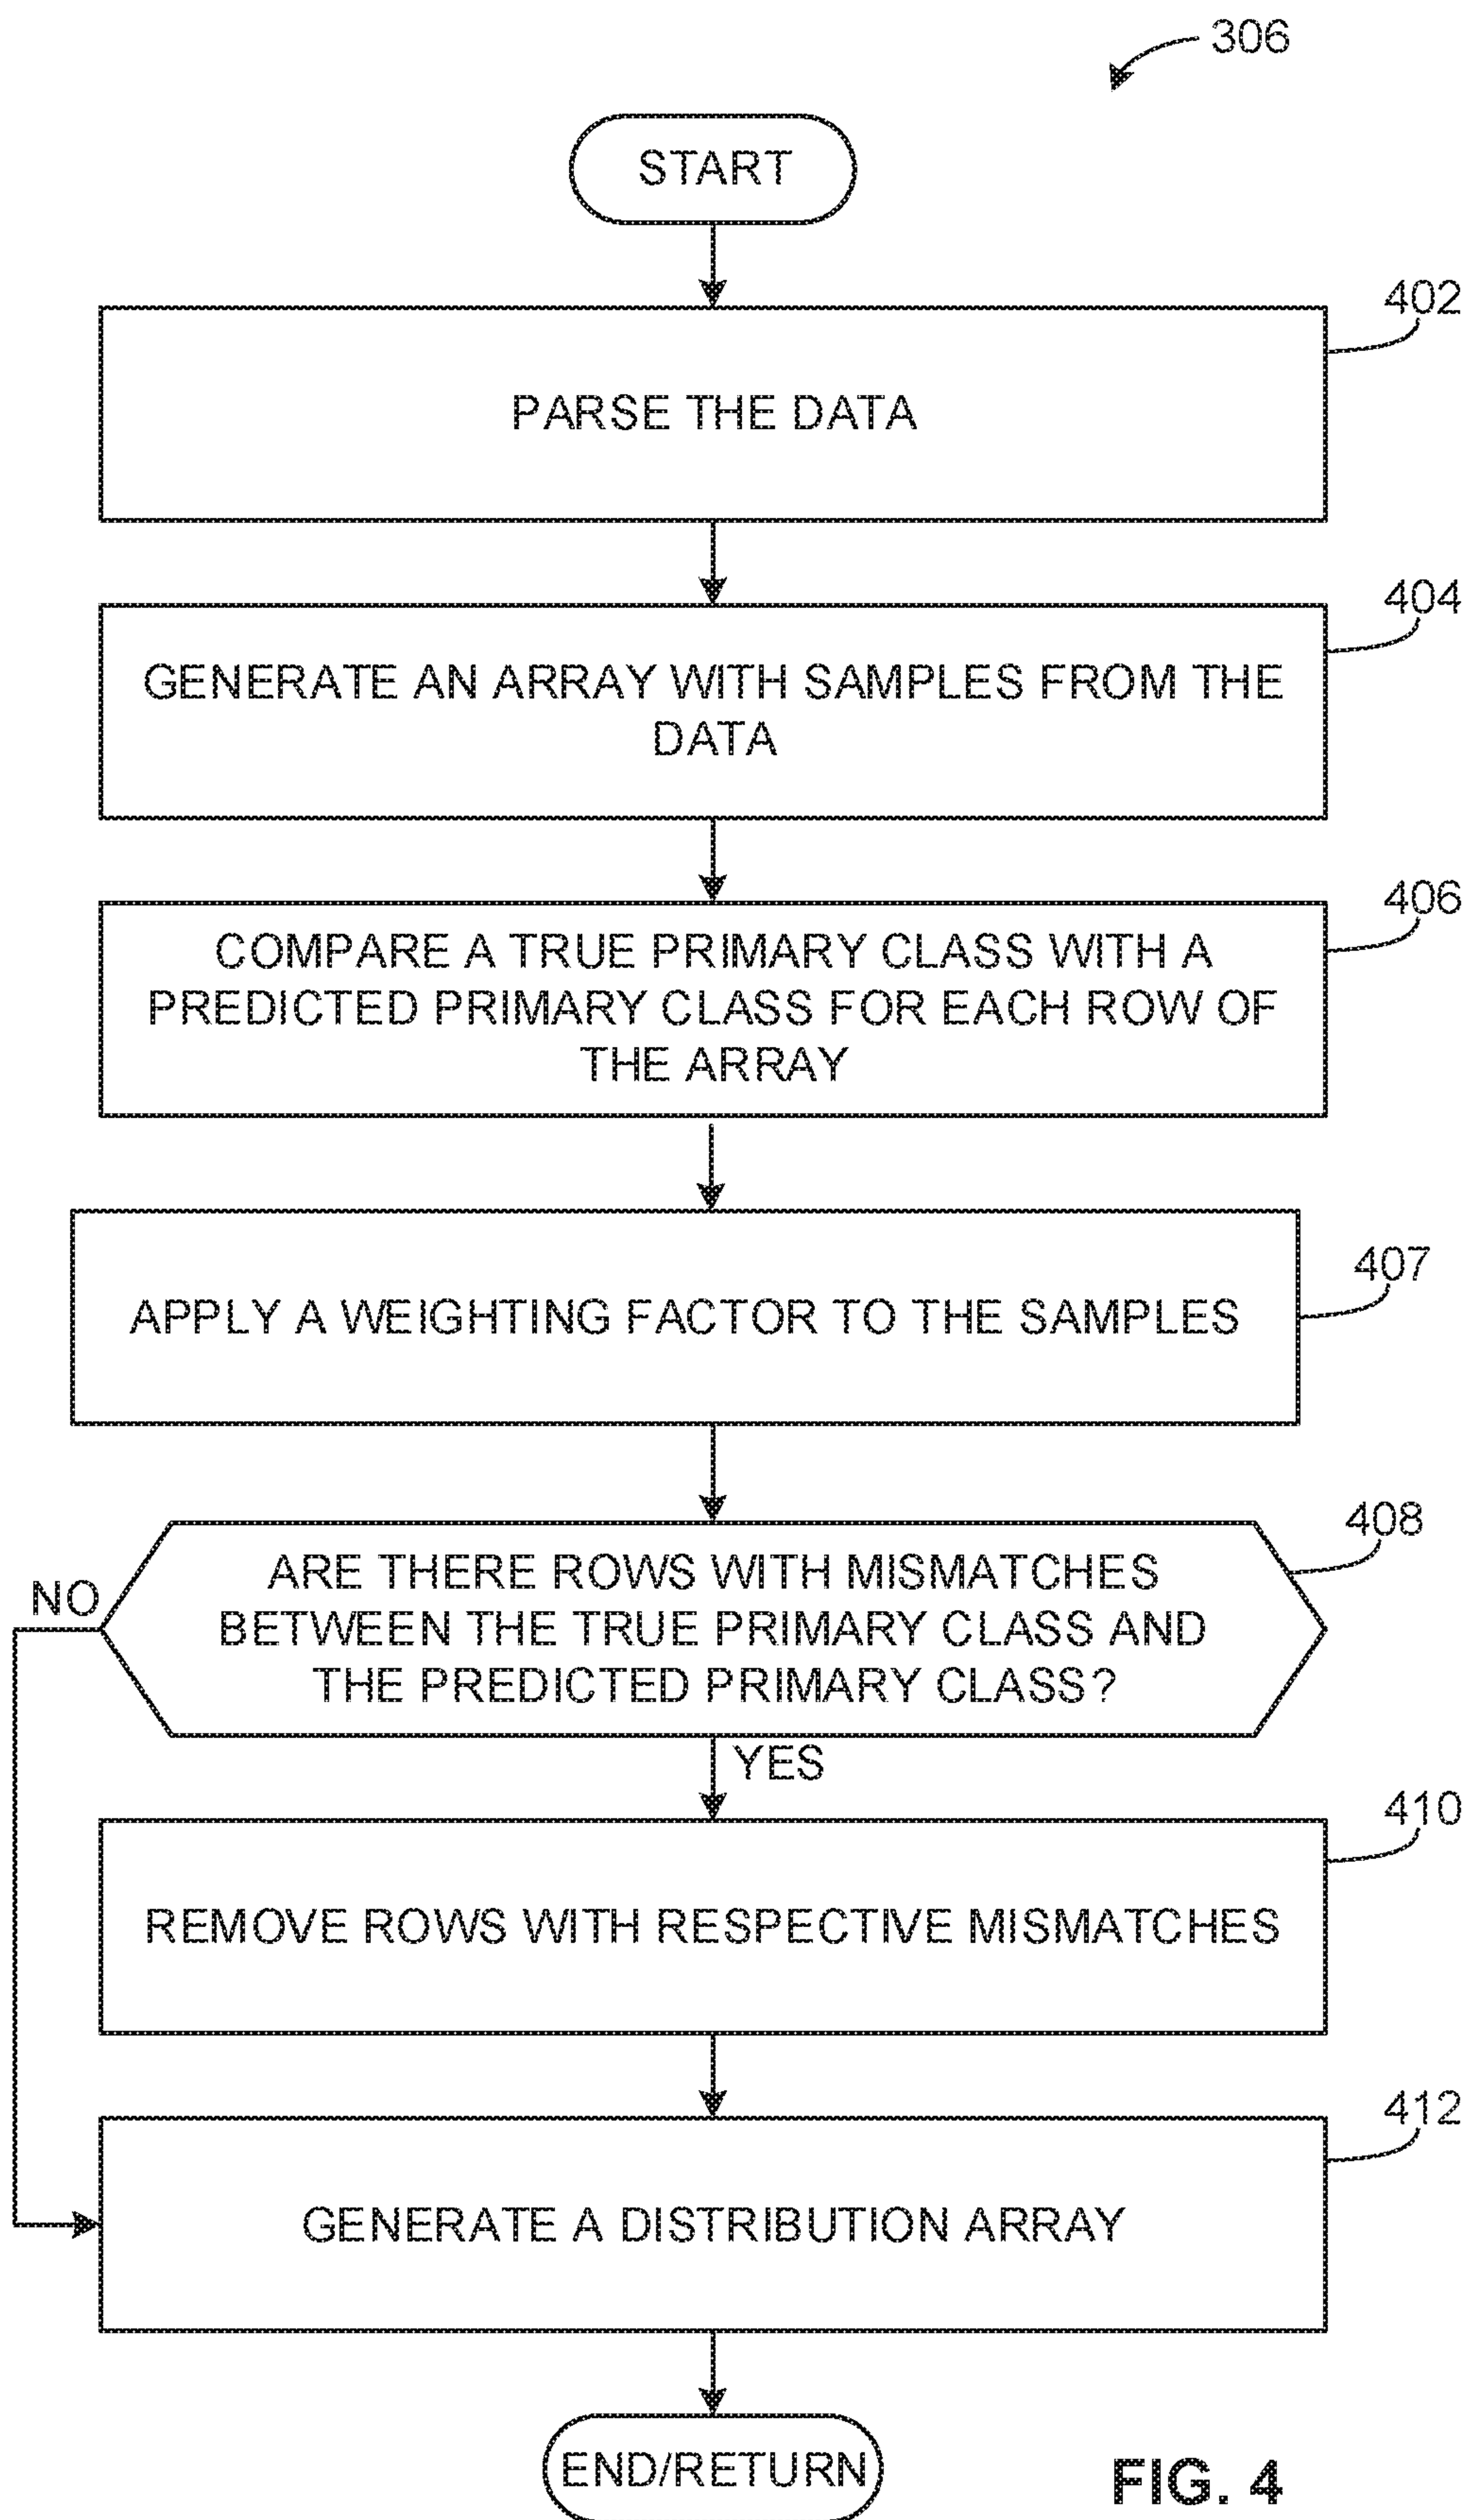 306
START
402
PARSE THE DATA
404
GENERATE AN ARRAY WITH SAMPLES FROM THE
DATA
406
COMPARE A TRUE PRIMARY CLASS WITH A
PREDICTED PRIMARY CLASS FOR EACH ROW OF
THE ARRAY
407
APPLY A WEIGHTING FACTOR TO THE SAMPLES
408
ARE THERE ROWS WITH MISMATCHES
BETWEEN THE TRUE PRIMARY CLASS AND
THE PREDICTED PRIMARY CLASS?
NO
YES
410
REMOVE ROWS WITH RESPECTIVE MISMATCHES
412
GENERATE A DISTRIBUTION ARRAY
END/RETURN
FIG. 4